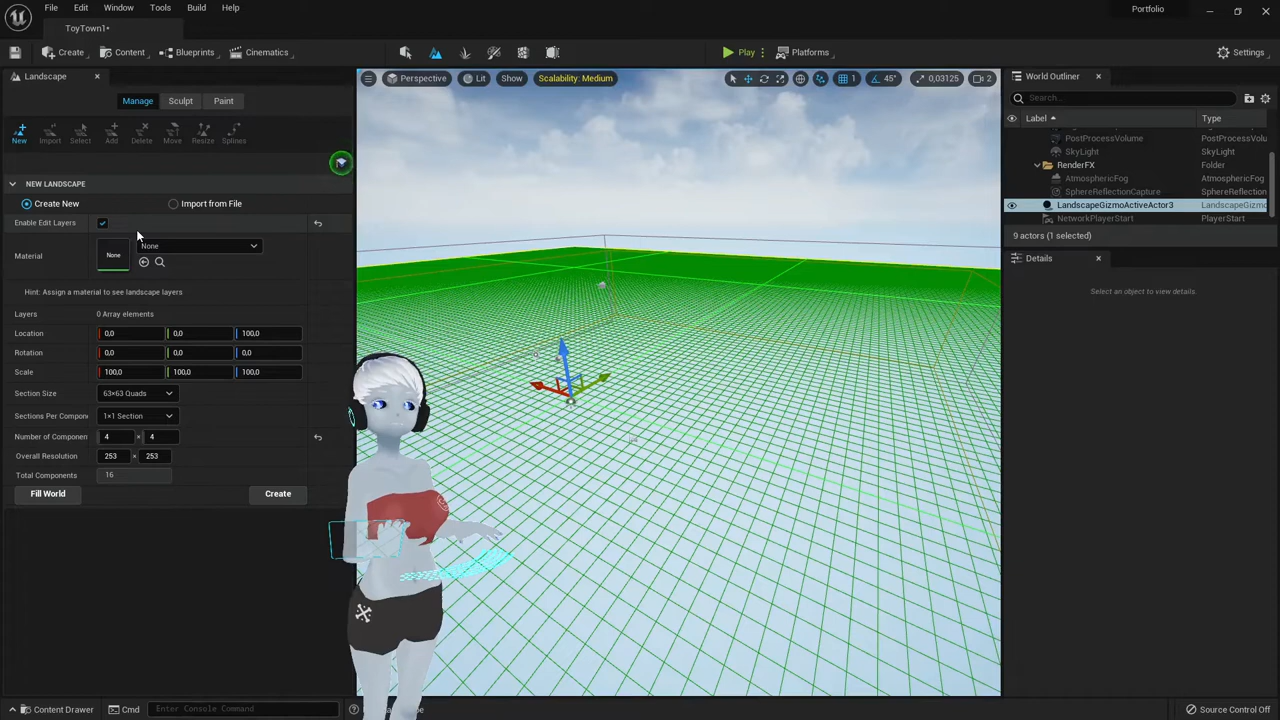 File Edit Window Tools Build Help
Portfolio
ToyTown1*
Create Content Blueprints Cinematics Play Platforms Settings
Landscape
Manage Sculpt Paint
New Import Select Add Delete Move Resize Splines
NEW LANDSCAPE
Create New Import from File
Enable Edit Layers
Material None None
Hint: Assign a material to see landscape layers
Layers 0 Array elements
Location 0,0 0,0 100,0
Rotation 0,0 0,0 0,0
Scale 100,0 100,0 100,0
Section Size 63×63 Quads
Sections Per Compone 1×1 Section
Number of Componen 4 × 4
Overall Resolution 253 × 253
Total Components 16
Fill World Create
Perspective Lit Show Scalability: Medium 1 45° 0,03125 2
World Outliner
Search...
Label Type
PostProcessVolume PostProcessVolu
SkyLight SkyLight
RenderFX Folder
AtmosphericFog AtmosphericFog
SphereReflectionCapture SphereReflection
LandscapeGizmoActiveActor3 LandscapeGizmo
NetworkPlayerStart PlayerStart
9 actors (1 selected)
Details
Select an object to view details.
Content Drawer Cmd Enter Console Command Source Control Off